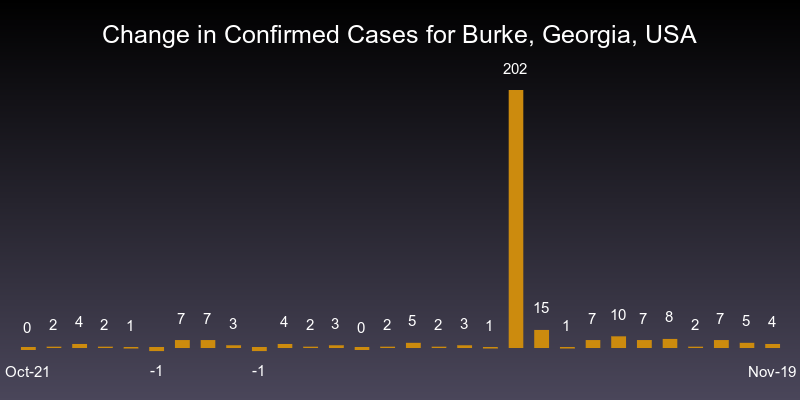 Change in Confirmed Cases for Burke, Georgia, USA
202
0 2 4 2 1 -1 7 7 3 -1 4 2 3 0 2 5 2 3 1 15 1 7 10 7 8 2 7 5 4
Oct-21 Nov-19